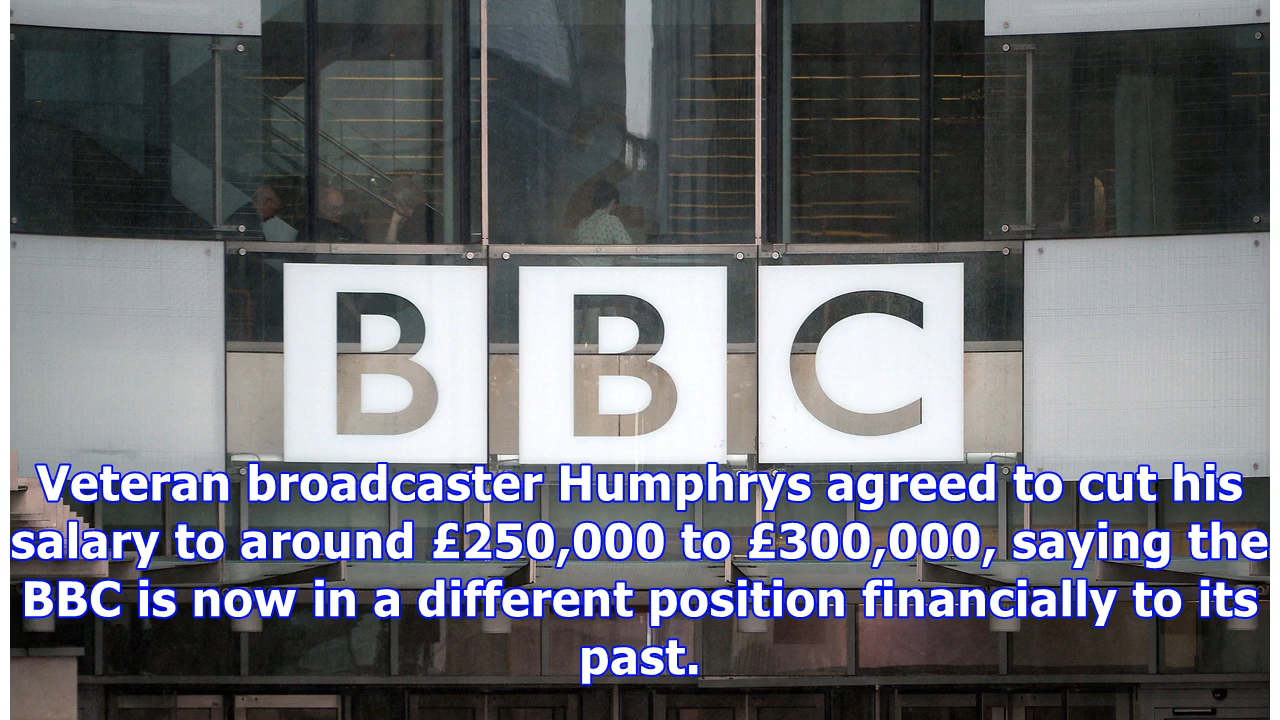 BBC
Veteran broadcaster Humphrys agreed to cut his
salary to around £250,000 to £300,000, saying the
BBC is now in a different position financially to its
past.